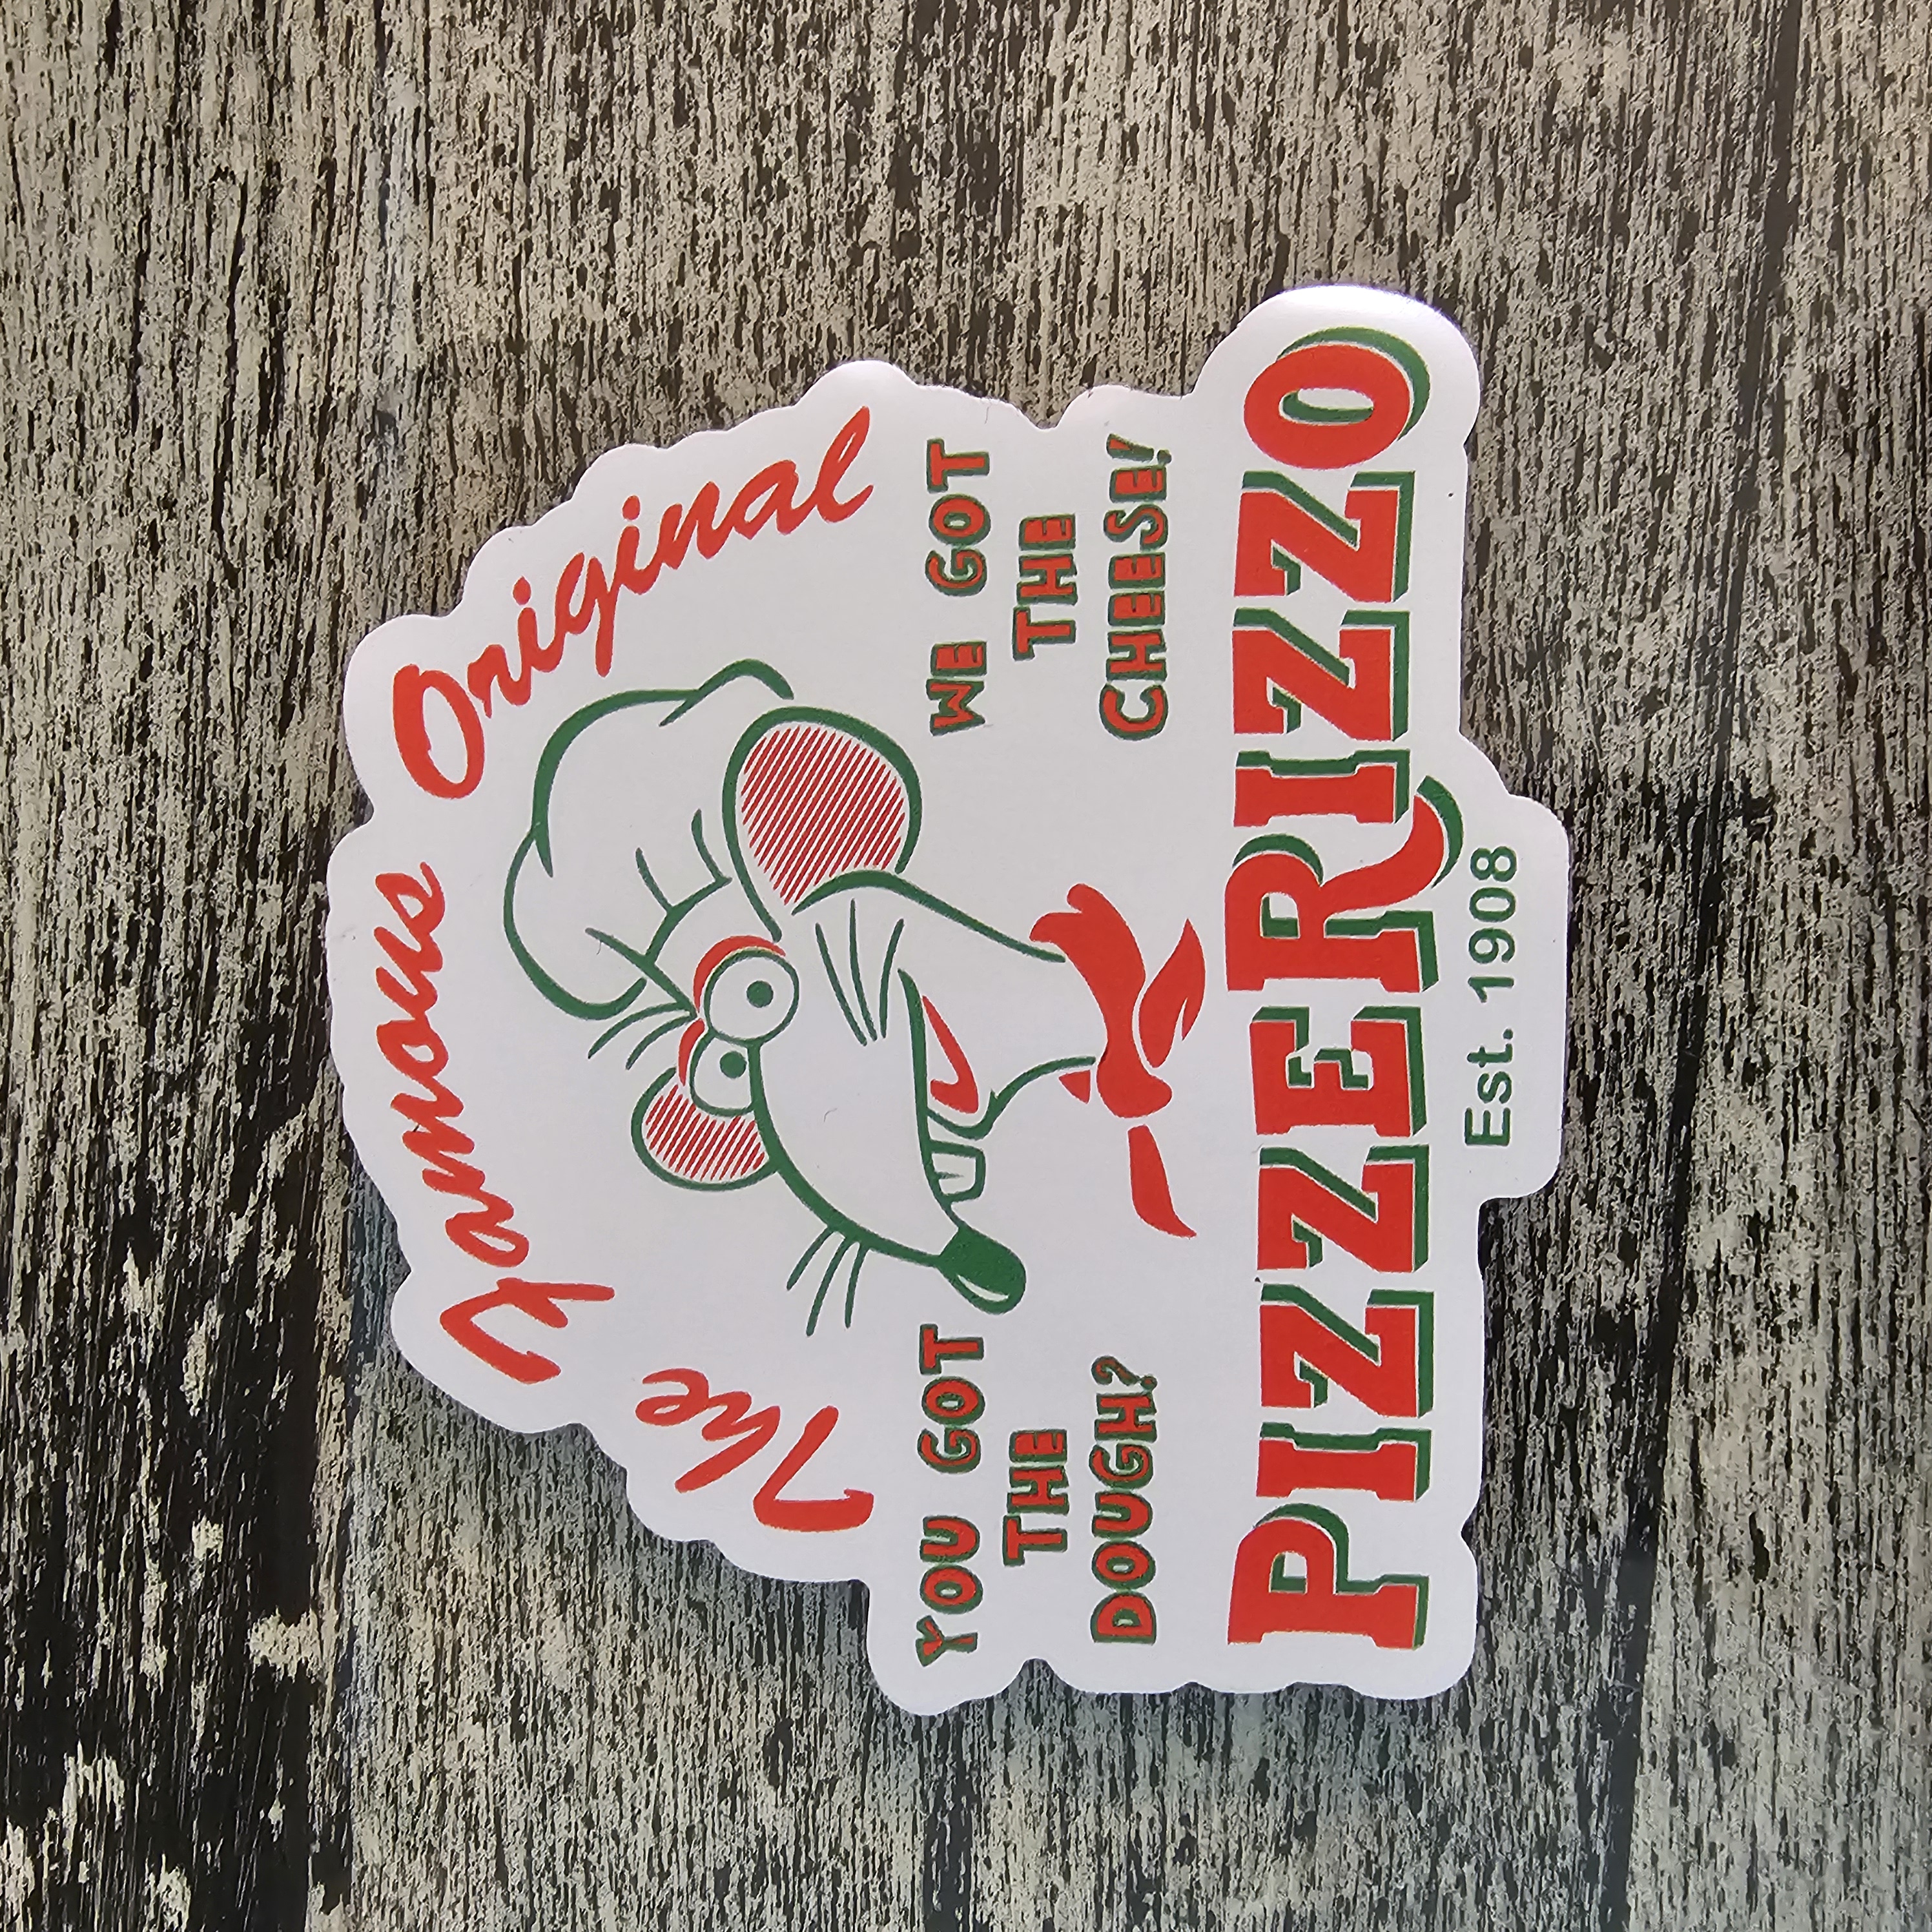 The Famous Original
YOU GOT
THE
DOUGH?
WE GOT
THE
CHEESE!
PIZZERIZZO
Est. 1908